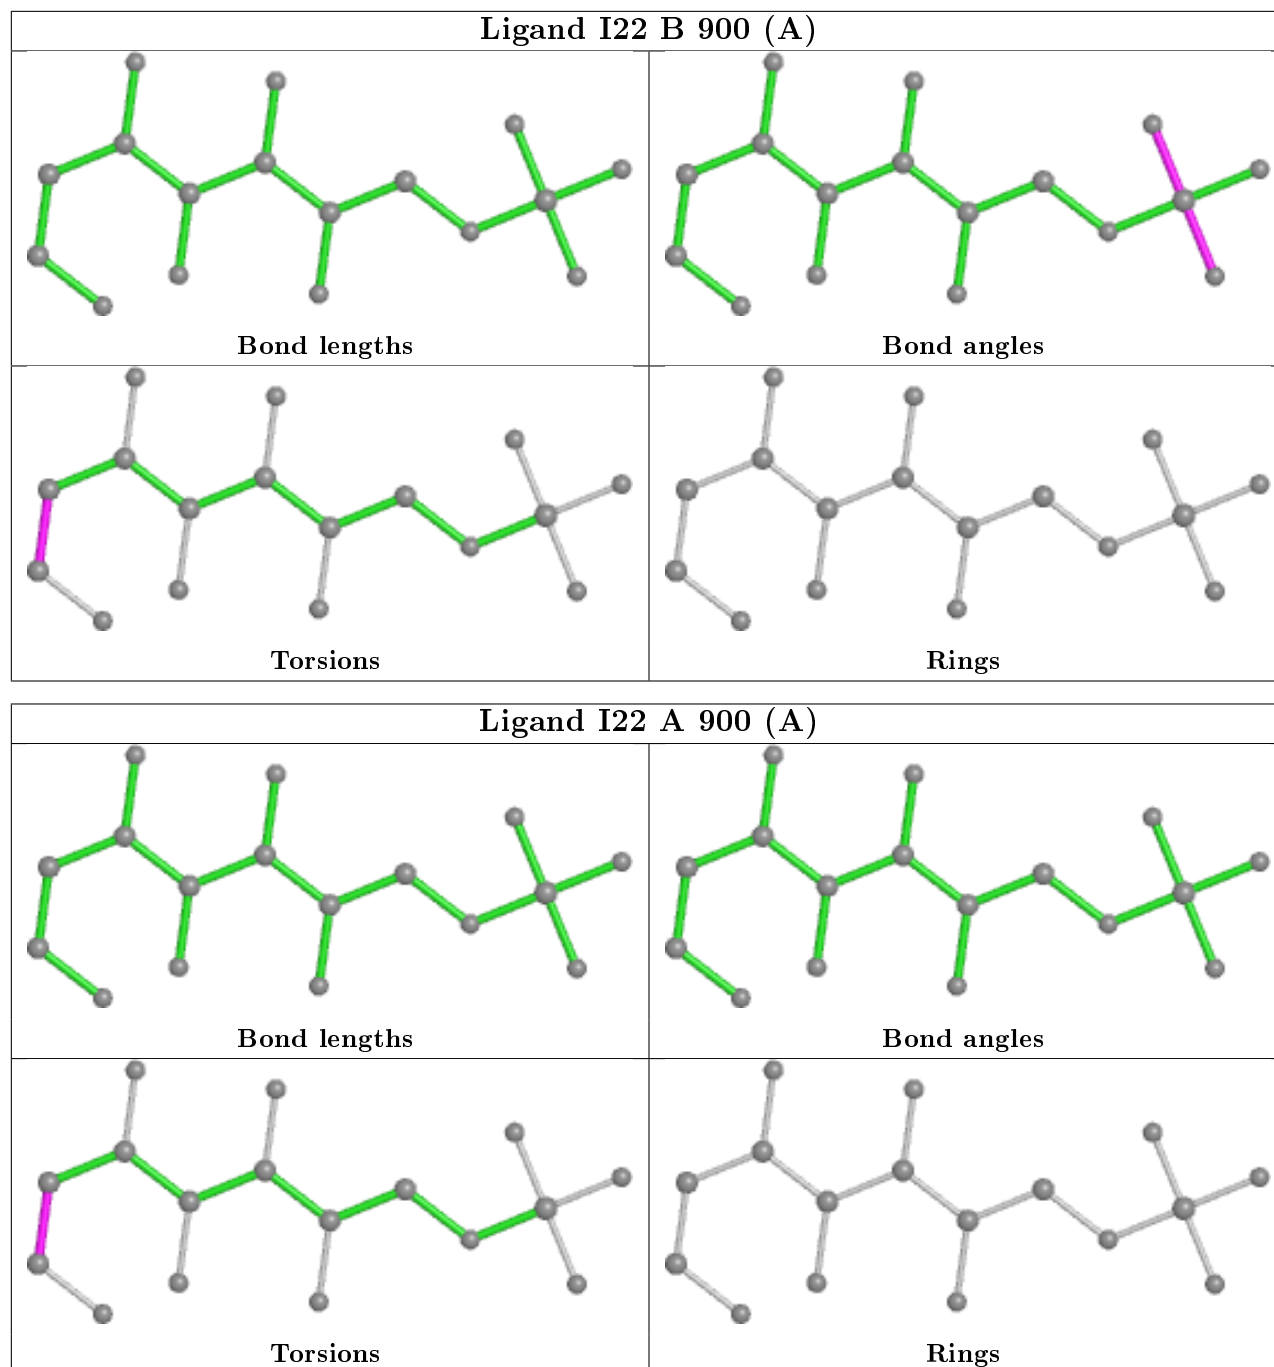 Ligand I22 B 900 (A)
Bond lengths
Bond angles
Torsions
Rings
Ligand I22 A 900 (A)
Bond lengths
Bond angles
Torsions
Rings